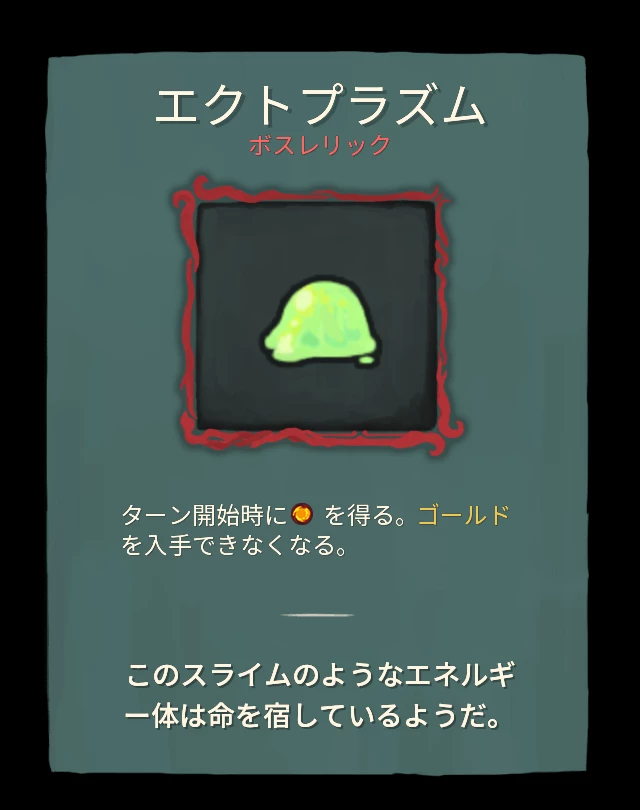 エクトプラズム
ボスレリック
ターン開始時に を得る。ゴールド
を入手できなくなる。
このスライムのようなエネルギ
ー体は命を宿しているようだ。